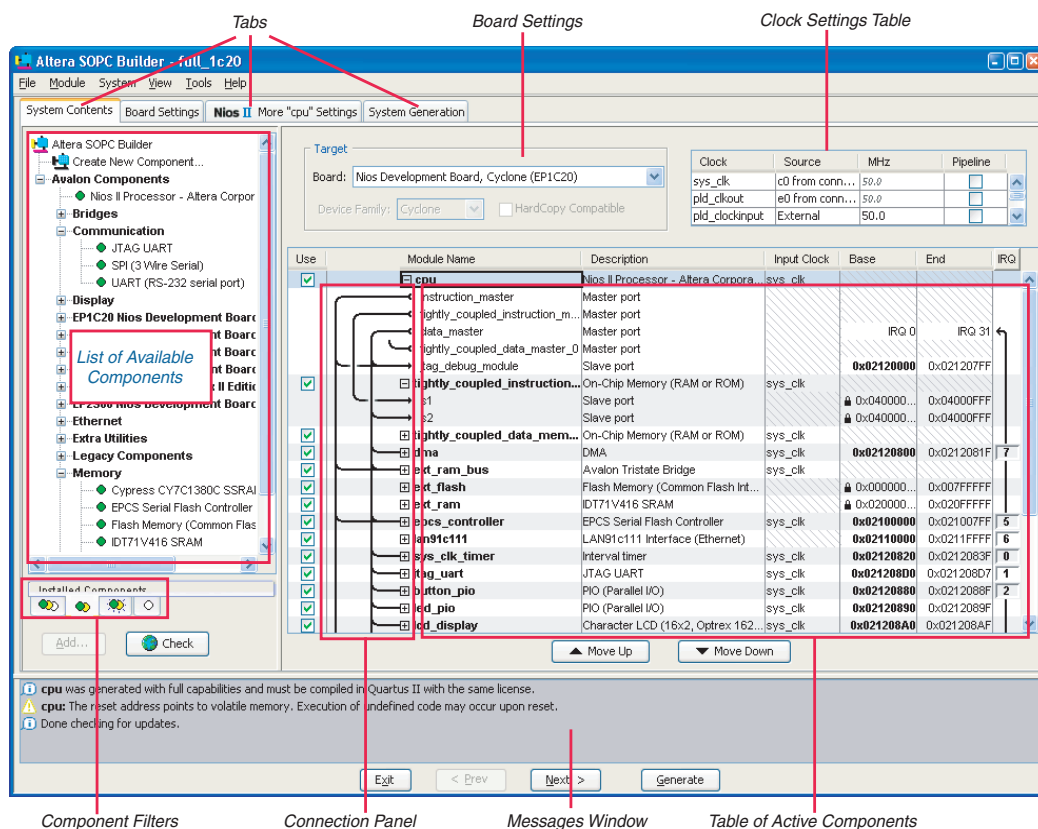 Tabs
Board Settings
Clock Settings Table
Altera SOPC Builder - full_1c20
File Module System View Tools Help
System Contents Board Settings Nios II More "cpu" Settings System Generation
Altera SOPC Builder
Create New Component...
Avalon Components
Nios II Processor - Altera Corpor
Bridges
Communication
JTAG UART
SPI (3 Wire Serial)
UART (RS-232 serial port)
Display
EP1C20 Nios Development Board
nt Board
nt Board
nt Board
II Editio
Nios Development Board
Ethernet
Extra Utilities
Legacy Components
Memory
Cypress CY7C1380C SSRAI
EPCS Serial Flash Controller
Flash Memory (Common Flas
IDT71V416 SRAM
List of Available
Components
Installed Components
Add... Check
Target
Board: Nios Development Board, Cyclone (EP1C20)
Device Family: Cyclone HardCopy Compatible
Clock Source MHz Pipeline
sys_clk c0 from conn... 50.0
pld_clkout e0 from conn... 50.0
pld_clockinput External 50.0
Use Module Name Description Input Clock Base End IRQ
cpu Nios II Processor - Altera Corpora... sys_clk
instruction_master Master port
tightly_coupled_instruction_m... Master port
data_master Master port IRQ 0 IRQ 31
tightly_coupled_data_master_0 Master port
jtag_debug_module Slave port 0x02120000 0x021207FF
tightly_coupled_instruction... On-Chip Memory (RAM or ROM) sys_clk
s1 Slave port 0x040000... 0x04000FFF
s2 Slave port 0x040000... 0x04000FFF
tightly_coupled_data_mem... On-Chip Memory (RAM or ROM) sys_clk
dma DMA sys_clk 0x02120800 0x0212081F 7
ext_ram_bus Avalon Tristate Bridge sys_clk
ext_flash Flash Memory (Common Flash Int... 0x000000... 0x007FFFFF
ext_ram IDT71V416 SRAM 0x020000... 0x020FFFFF
epcs_controller EPCS Serial Flash Controller sys_clk 0x02100000 0x021007FF 5
lan91c111 LAN91c111 Interface (Ethernet) 0x02110000 0x0211FFFF 6
sys_clk_timer Interval timer sys_clk 0x02120820 0x0212083F 0
jtag_uart JTAG UART sys_clk 0x021208D0 0x021208D7 1
button_pio PIO (Parallel I/O) sys_clk 0x02120880 0x0212088F 2
led_pio PIO (Parallel I/O) sys_clk 0x02120890 0x0212089F
lcd_display Character LCD (16x2, Optrex 162... sys_clk 0x021208A0 0x021208AF
Move Up Move Down
cpu was generated with full capabilities and must be compiled in Quartus II with the same license.
cpu: The reset address points to volatile memory. Execution of undefined code may occur upon reset.
Done checking for updates.
Exit < Prev Next > Generate
Component Filters
Connection Panel
Messages Window
Table of Active Components